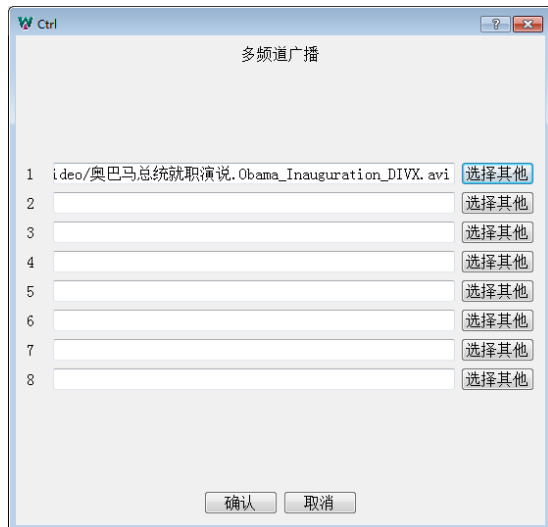 Ctrl
多频道广播
1 ideo/奥巴马总统就职演说.Obama_Inauguration_DIVX.avi 选择其他
2 选择其他
3 选择其他
4 选择其他
5 选择其他
6 选择其他
7 选择其他
8 选择其他
确认 取消